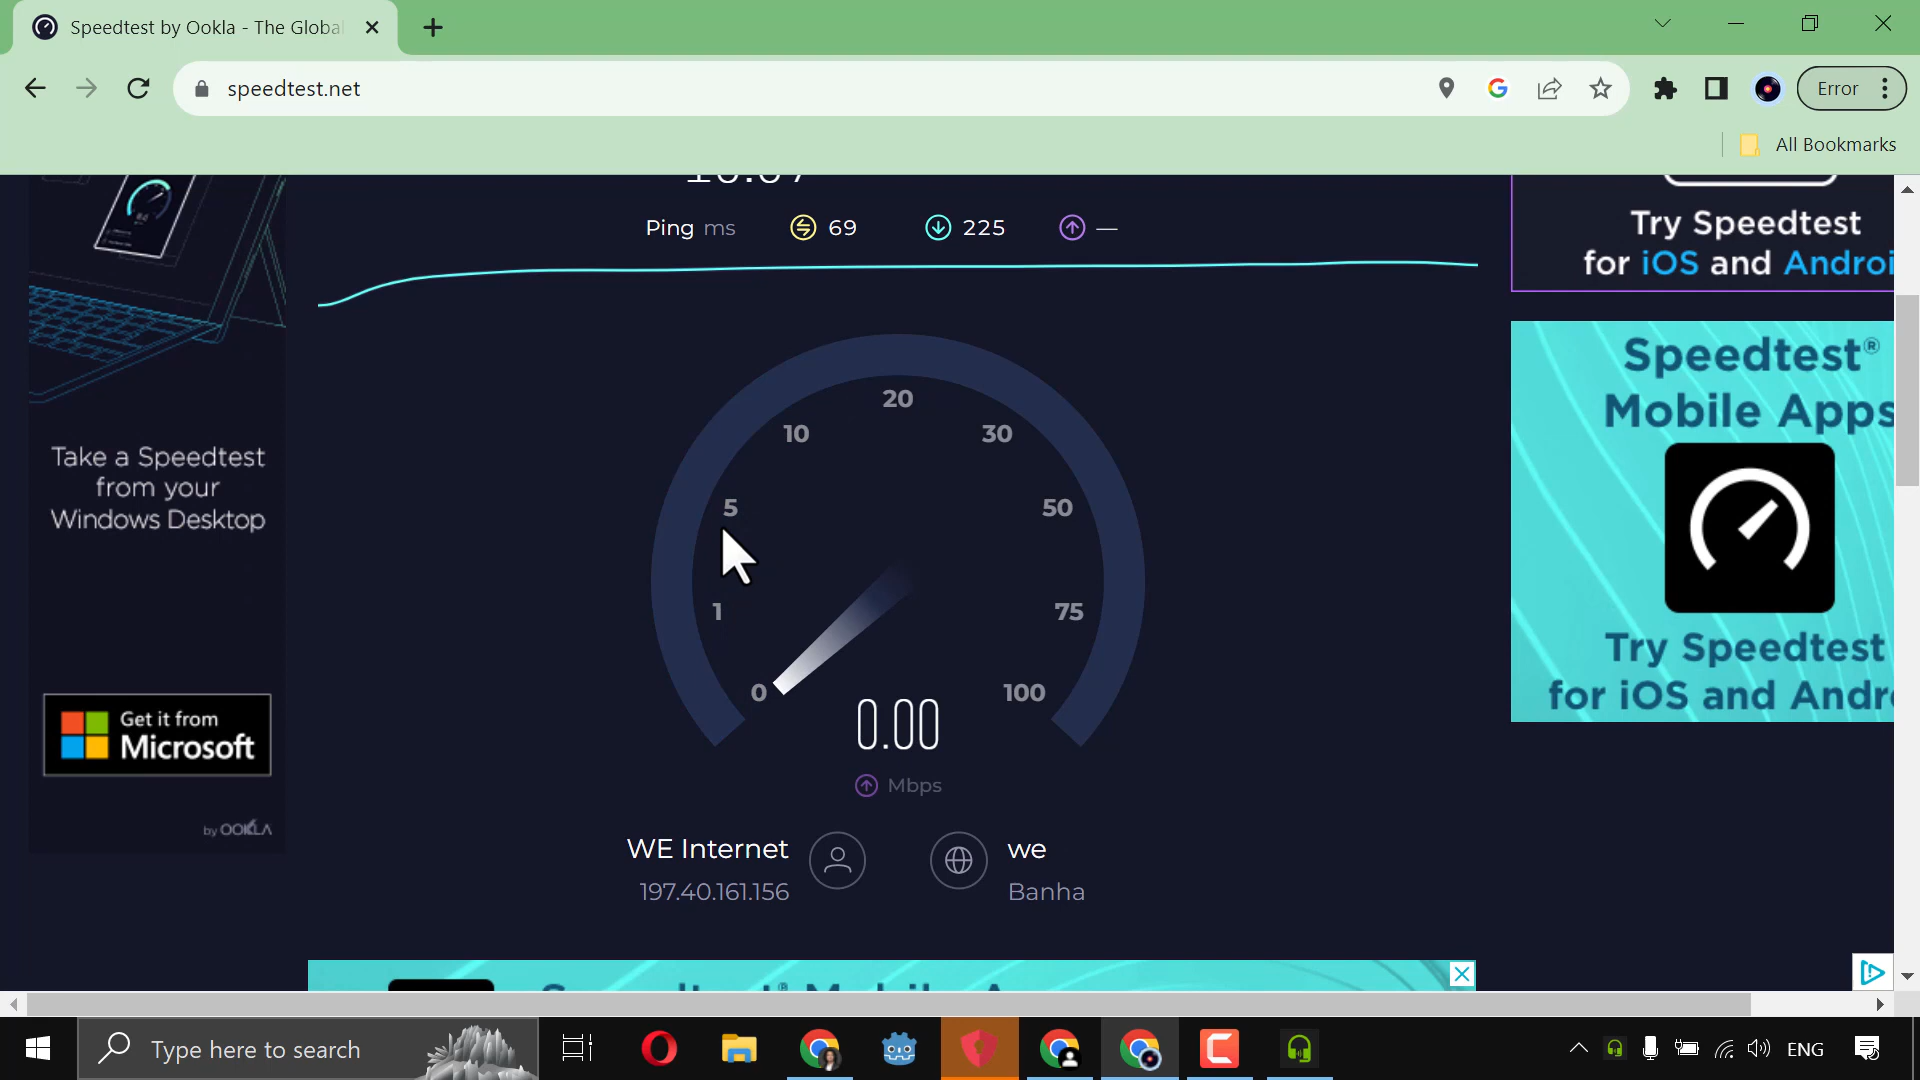 Speedtest by Ookla - The Globa
speedtest.net
Error
All Bookmarks
Ping ms 69 225 —
Try Speedtest
for iOS and Androi
Take a Speedtest
from your
Windows Desktop
Get it from
Microsoft
by OOKLA
0
1
5
10
20
30
50
75
100
0.00
Mbps
WE Internet
197.40.161.156
we
Banha
Speedtest®
Mobile Apps
Try Speedtest
for iOS and Andr
Type here to search
ENG